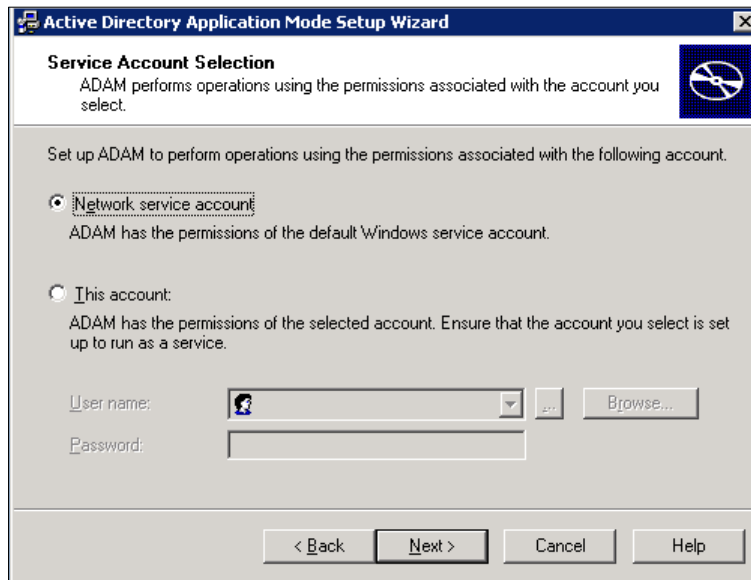 Active Directory Application Mode Setup Wizard
Service Account Selection
ADAM performs operations using the permissions associated with the account you
select.
Set up ADAM to perform operations using the permissions associated with the following account.
Network service account
ADAM has the permissions of the default Windows service account.
This account:
ADAM has the permissions of the selected account. Ensure that the account you select is set
up to run as a service.
User name:
... Browse...
Password:
< Back Next > Cancel Help